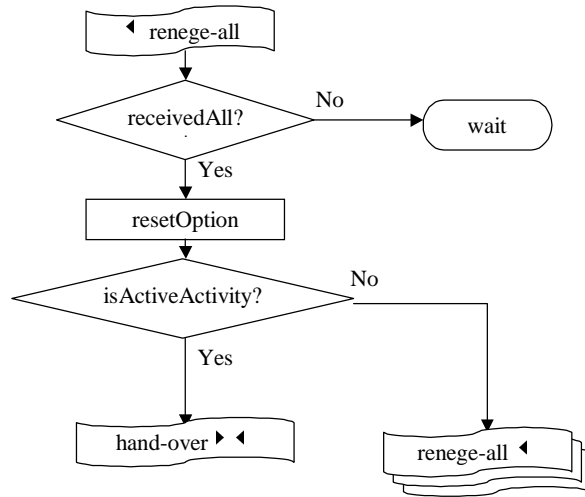 renege-all
receivedAll?
No
wait
Yes
resetOption
isActiveActivity?
No
Yes
hand-over
renege-all